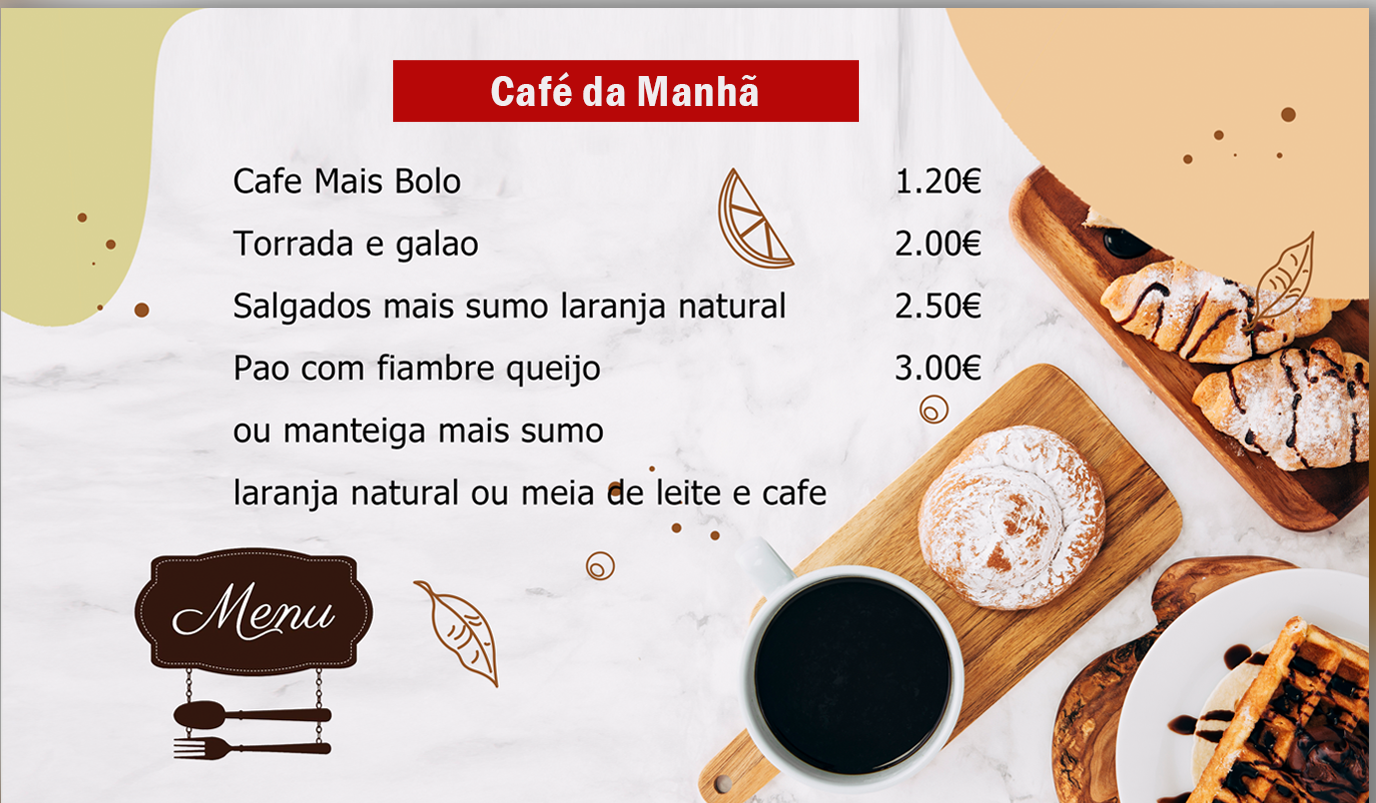 Café da Manhã
Cafe Mais Bolo 1.20€
Torrada e galao 2.00€
Salgados mais sumo laranja natural 2.50€
Pao com fiambre queijo 3.00€
ou manteiga mais sumo
laranja natural ou meia de leite e cafe
Menu